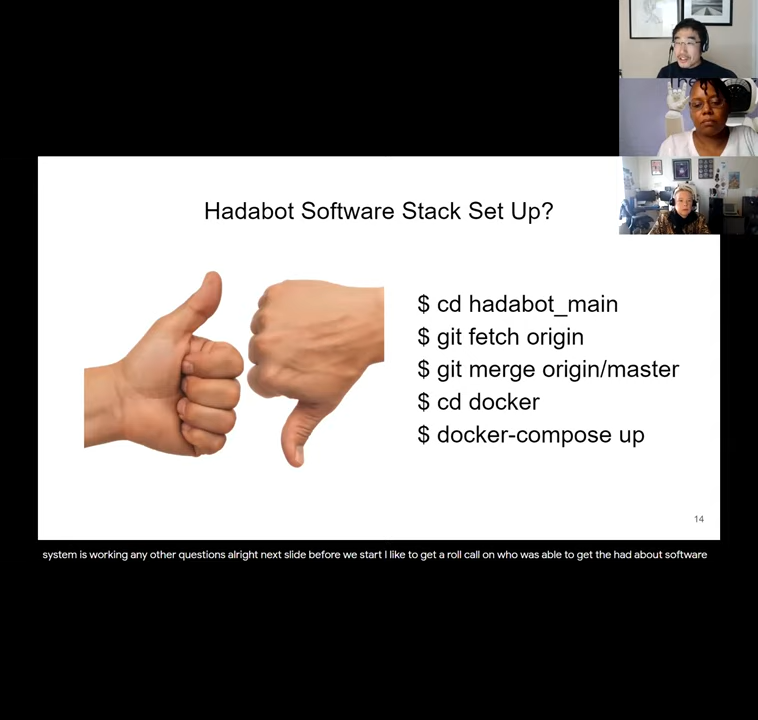 Hadabot Software Stack Set Up?
$ cd hadabot_main
$ git fetch origin
$ git merge origin/master
$ cd docker
$ docker-compose up
14
system is working any other questions alright next slide before we start I like to get a roll call on who was able to get the had about software